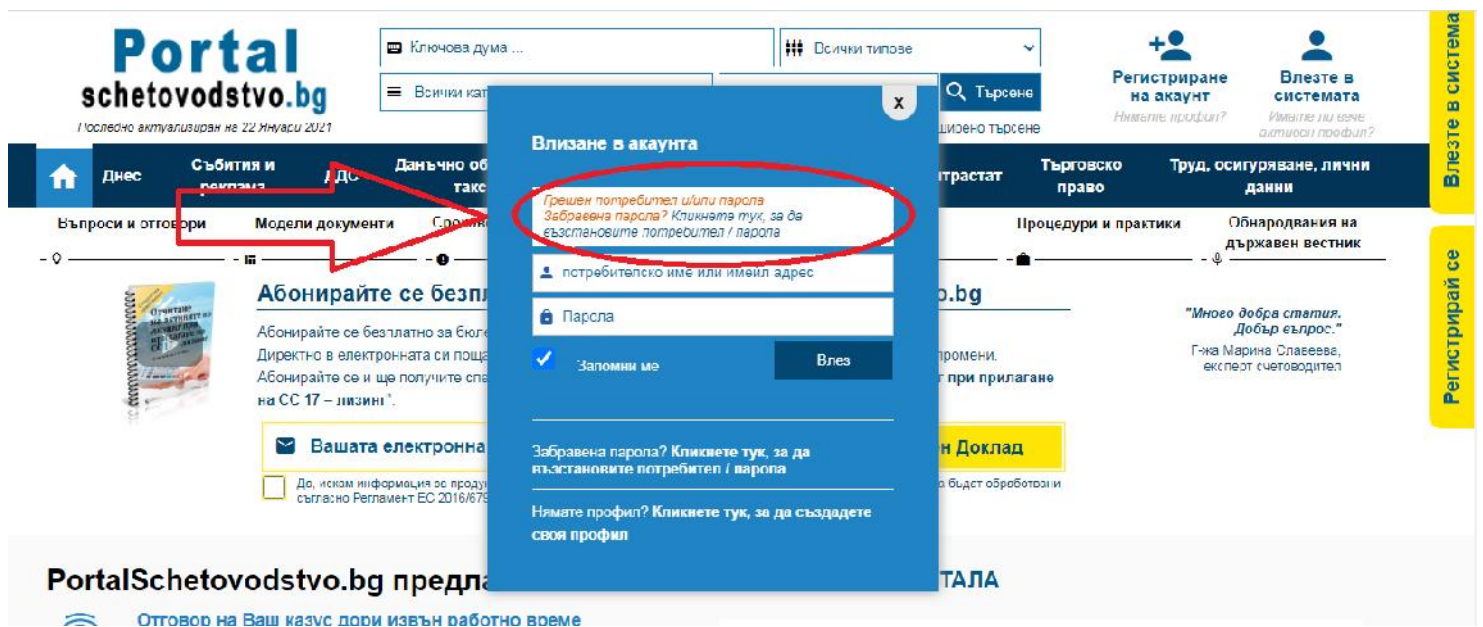 Portal
schetovodstvo.bg
Последно актуализиран на 22 Януари 2021
Ключова дума ...
Всички типове
Всички кат
Търсене
ширено търсене
Регистриране
на акаунт
Нямате профил?
Влезте в
системата
Имате ли вече
активен профил?
Влезте в система
Регистрирай се
Днес
Събития и
реклама
ДДС
Данъчно об
такс
нтрастат
Търговско
право
Труд, осигуряване, лични
данни
Въпроси и отговори
Модели документи
Процедури и практики
Обнародвания на
държавен вестник
x
Влизане в акаунта
Грешен потребител и/или парола
Забравена парола? Кликнете тук, за да
възстановите потребител / парола
потребителско име или имейл адрес
Парола
Запомни ме
Влез
Забравена парола? Кликнете тук, за да
възстановите потребител / парола
Нямате профил? Кликнете тук, за да създадете
своя профил
Абонирайте се безпл
о.bg
Абонирайте се безплатно за бюле
Директно в електронната си поща
промени.
Абонирайте се и ще получите спе
т при прилагане
на СС 17 – лизинг".
Вашата електронна
н Доклад
Да, искам информация за проду
съгласно Регламент ЕС 2016/679
а бъдат обработвани
"Много добра статия.
Добър въпрос."
Г-жа Марина Славеева,
експерт счетоводител
PortalSchetovodstvo.bg предла
ТАЛА
Отговор на Ваш казус дори извън работно време